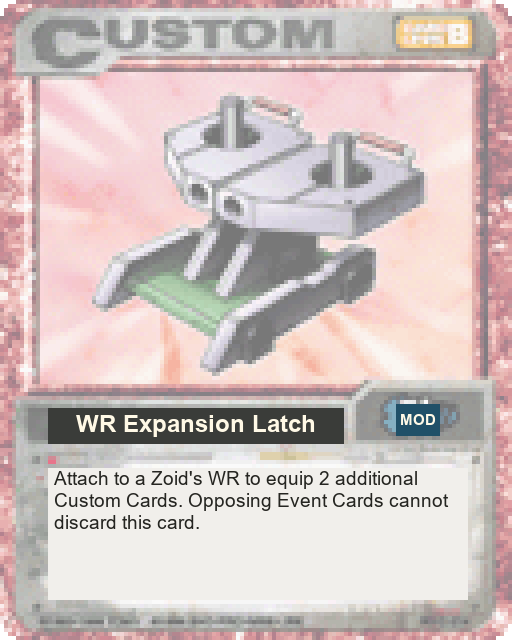 CUSTOM
B
WR Expansion Latch
MOD
Attach to a Zoid's WR to equip 2 additional
Custom Cards. Opposing Event Cards cannot
discard this card.